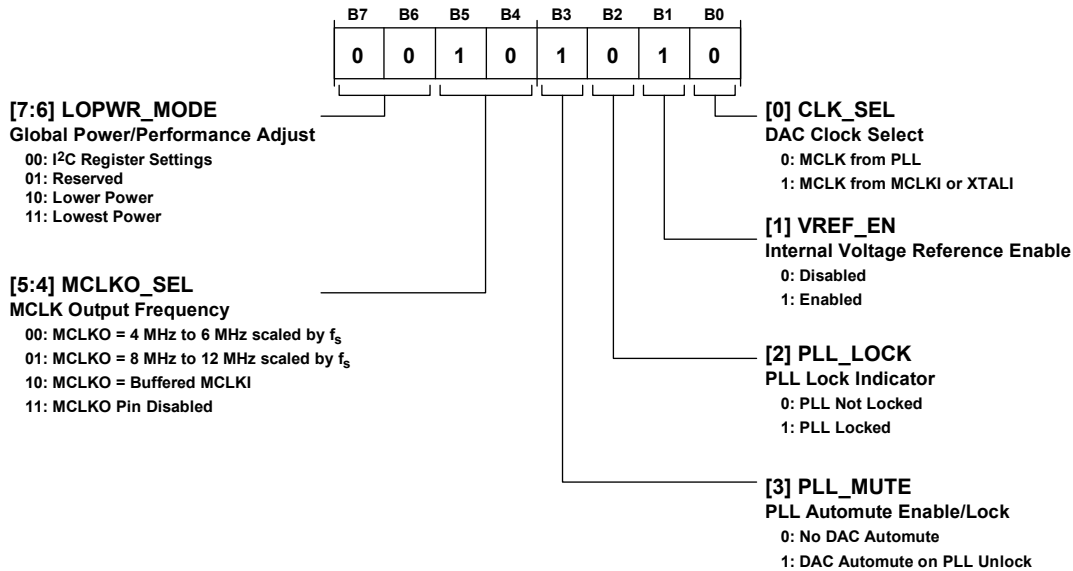 B7 B6 B5 B4 B3 B2 B1 B0
0 0 1 0 1 0 1 0
[7:6] LOPWR_MODE
Global Power/Performance Adjust
00: I2C Register Settings
01: Reserved
10: Lower Power
11: Lowest Power
[5:4] MCLKO_SEL
MCLK Output Frequency
00: MCLKO = 4 MHz to 6 MHz scaled by fs
01: MCLKO = 8 MHz to 12 MHz scaled by fs
10: MCLKO = Buffered MCLKI
11: MCLKO Pin Disabled
[0] CLK_SEL
DAC Clock Select
0: MCLK from PLL
1: MCLK from MCLKI or XTALI
[1] VREF_EN
Internal Voltage Reference Enable
0: Disabled
1: Enabled
[2] PLL_LOCK
PLL Lock Indicator
0: PLL Not Locked
1: PLL Locked
[3] PLL_MUTE
PLL Automute Enable/Lock
0: No DAC Automute
1: DAC Automute on PLL Unlock